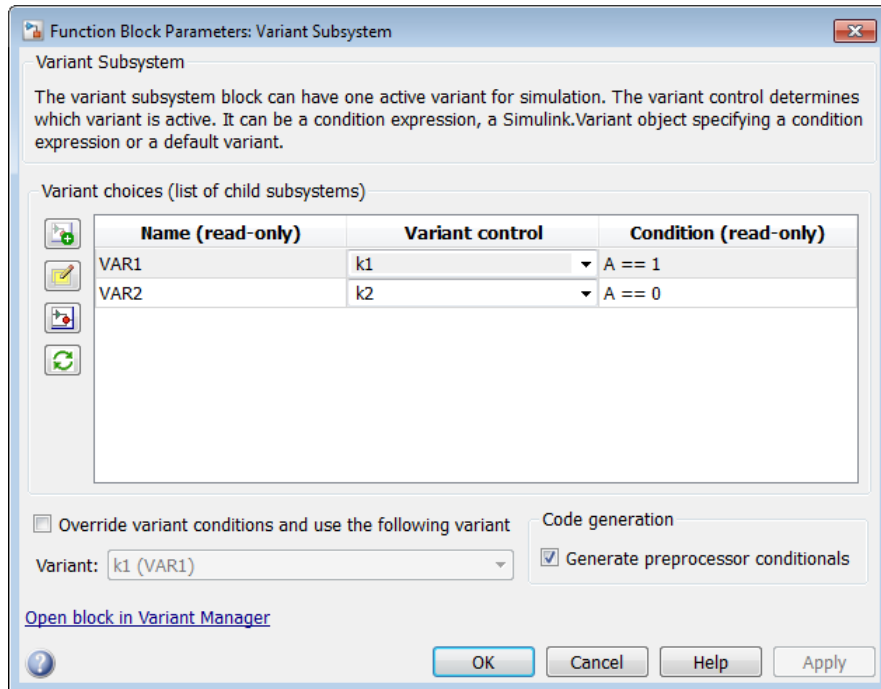 Function Block Parameters: Variant Subsystem
Variant Subsystem
The variant subsystem block can have one active variant for simulation. The variant control determines
which variant is active. It can be a condition expression, a Simulink.Variant object specifying a condition
expression or a default variant.
Variant choices (list of child subsystems)
Name (read-only) Variant control Condition (read-only)
VAR1 k1 A == 1
VAR2 k2 A == 0
Override variant conditions and use the following variant
Variant: k1 (VAR1)
Code generation
Generate preprocessor conditionals
Open block in Variant Manager
? OK Cancel Help Apply